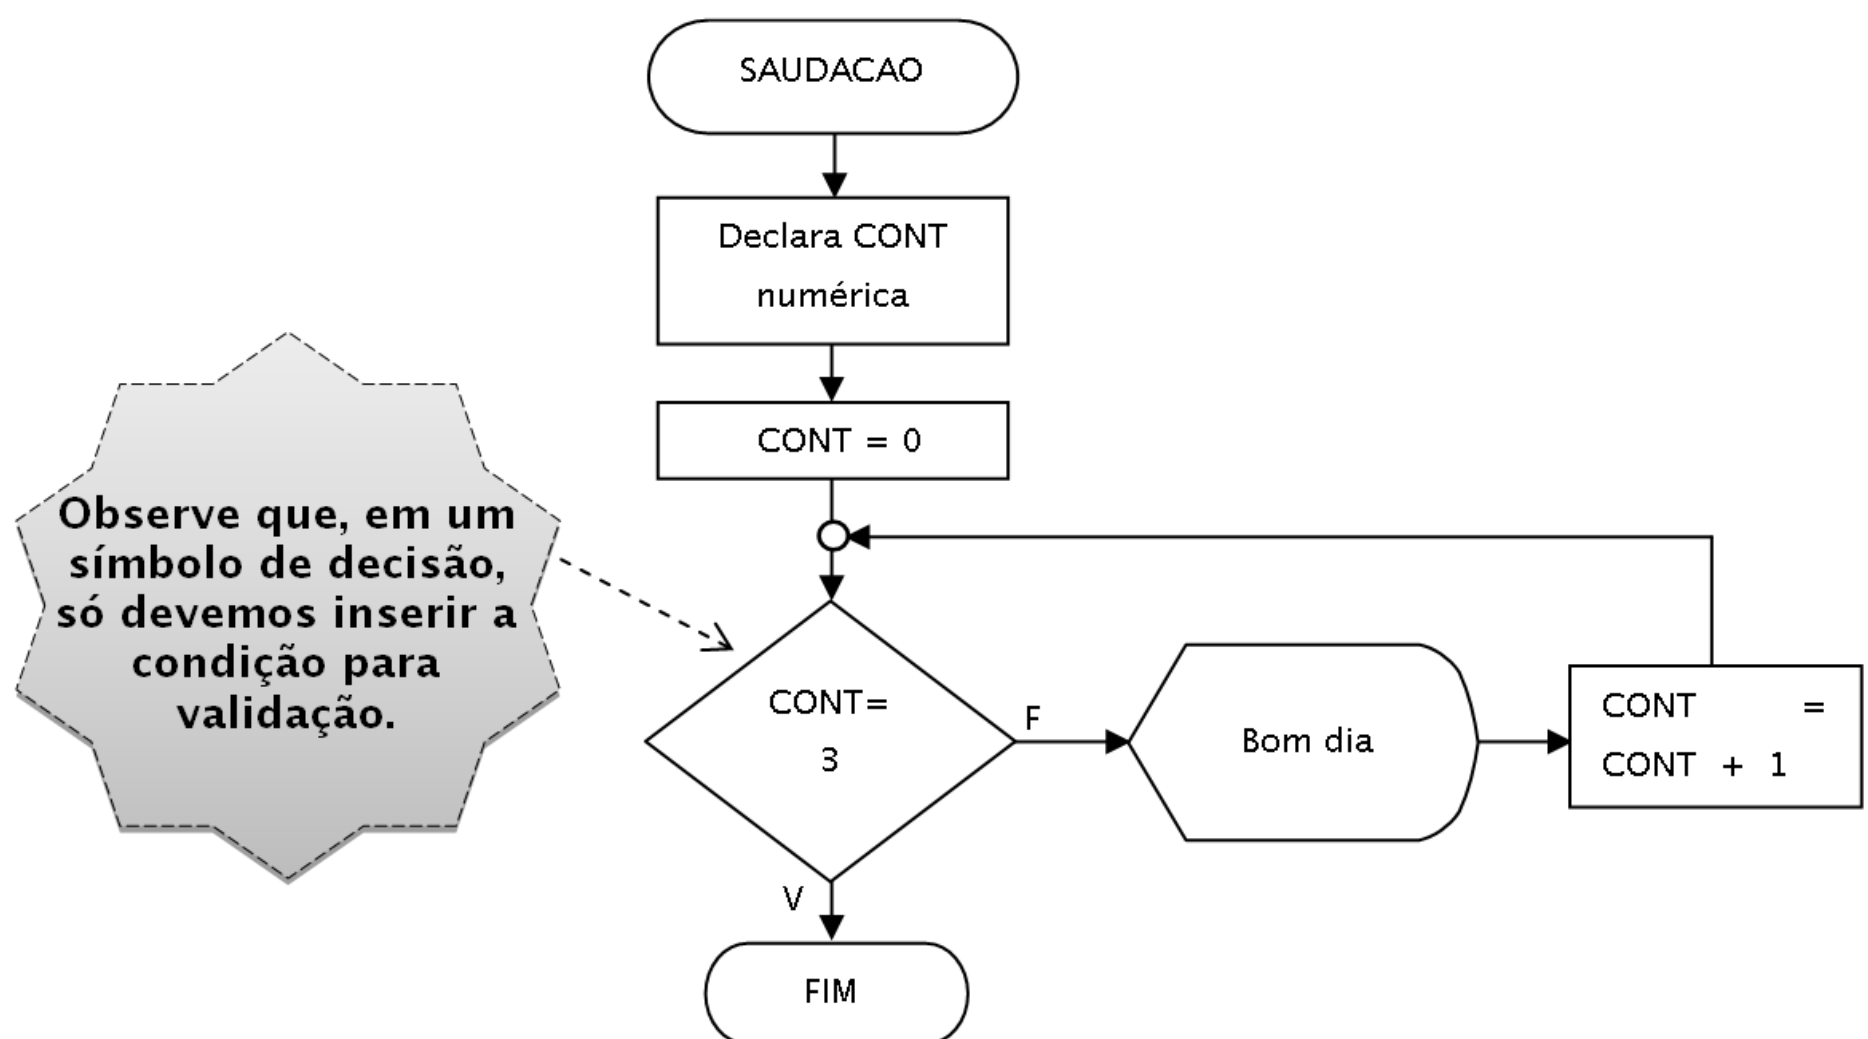 SAUDACAO
Declara CONT
numérica
CONT = 0
Observe que, em um
símbolo de decisão,
só devemos inserir a
condição para
validação.
CONT=
3
F
Bom dia
CONT =
CONT + 1
V
FIM